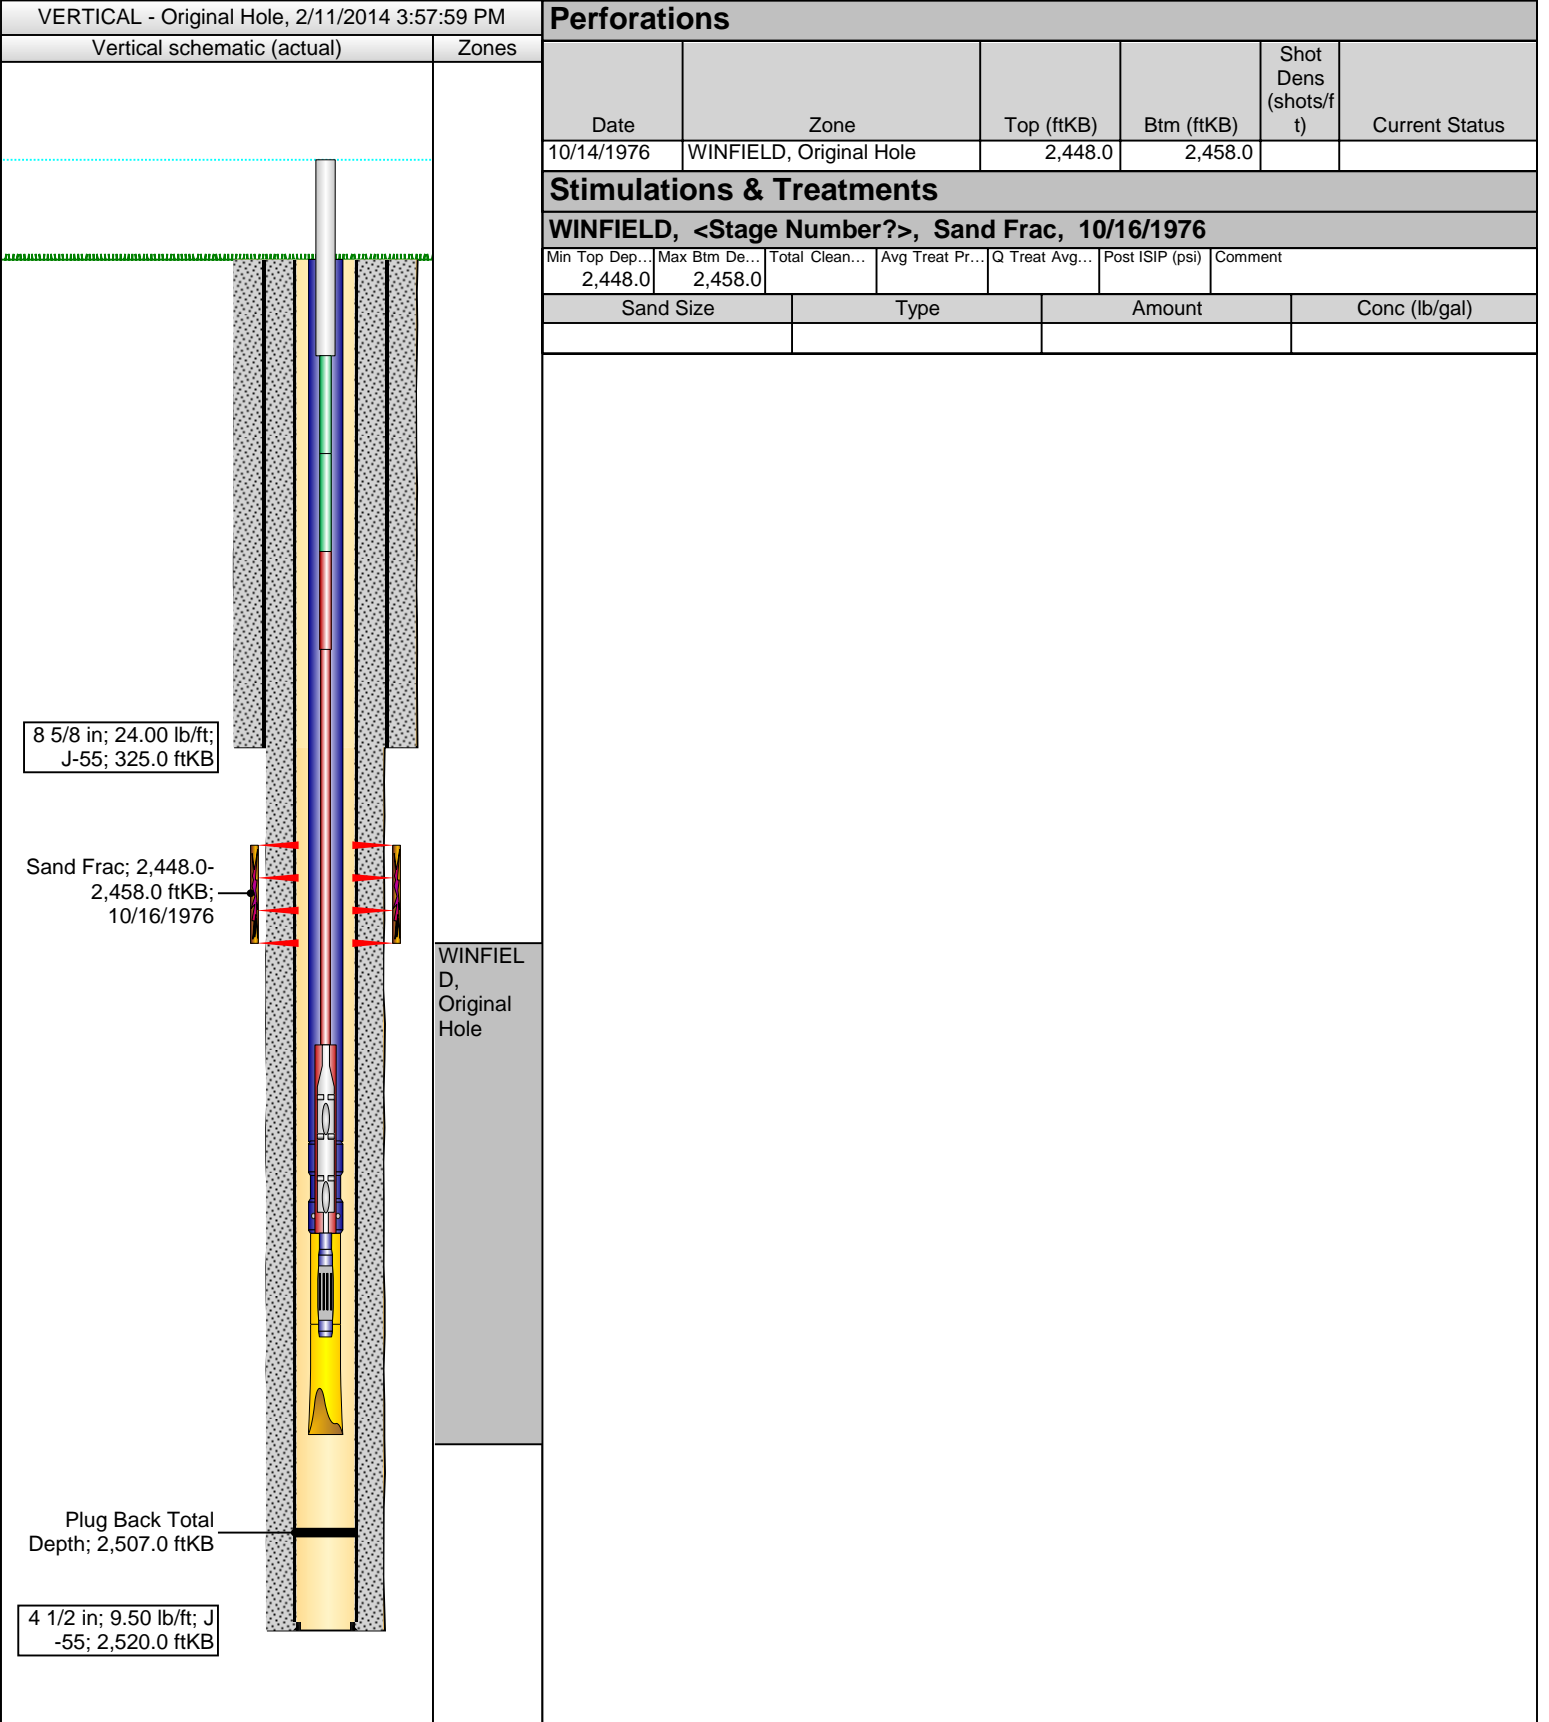 VERTICAL - Original Hole, 2/11/2014 3:57:59 PM
Vertical schematic (actual) Zones
8 5/8 in; 24.00 lb/ft;
J-55; 325.0 ftKB
Sand Frac; 2,448.0-
2,458.0 ftKB;
10/16/1976
WINFIEL
D,
Original
Hole
Plug Back Total
Depth; 2,507.0 ftKB
4 1/2 in; 9.50 lb/ft; J
-55; 2,520.0 ftKB
Perforations
Date Zone Top (ftKB) Btm (ftKB) Shot
Dens
(shots/f
t) Current Status
10/14/1976 WINFIELD, Original Hole 2,448.0 2,458.0
Stimulations & Treatments
WINFIELD, <Stage Number?>, Sand Frac, 10/16/1976
Min Top Dep... Max Btm De... Total Clean... Avg Treat Pr... Q Treat Avg... Post ISIP (psi) Comment
2,448.0 2,458.0
Sand Size Type Amount Conc (lb/gal)